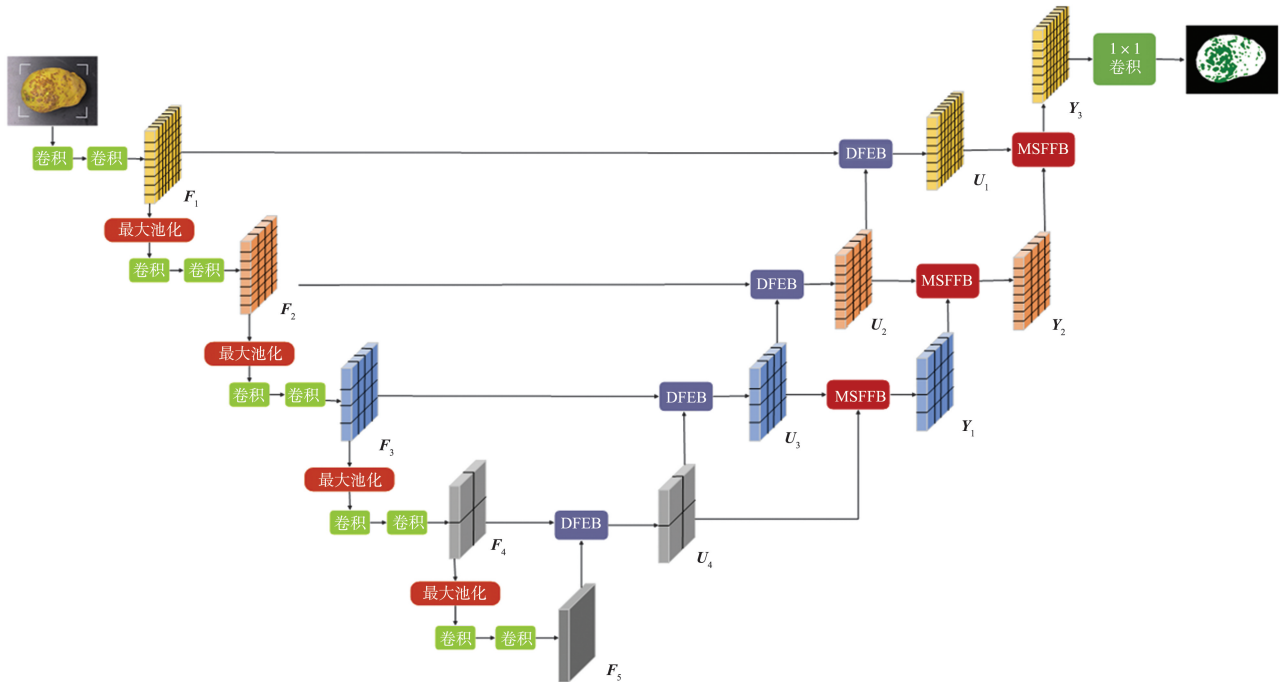 1 × 1
卷积
Y3
卷积
卷积
DFEB
MSFFB
F1
U1
最大池化
卷积
卷积
DFEB
MSFFB
F2
U2
Y2
最大池化
卷积
卷积
DFEB
MSFFB
F3
U3
Y1
最大池化
卷积
卷积
DFEB
F4
U4
最大池化
卷积
卷积
F5